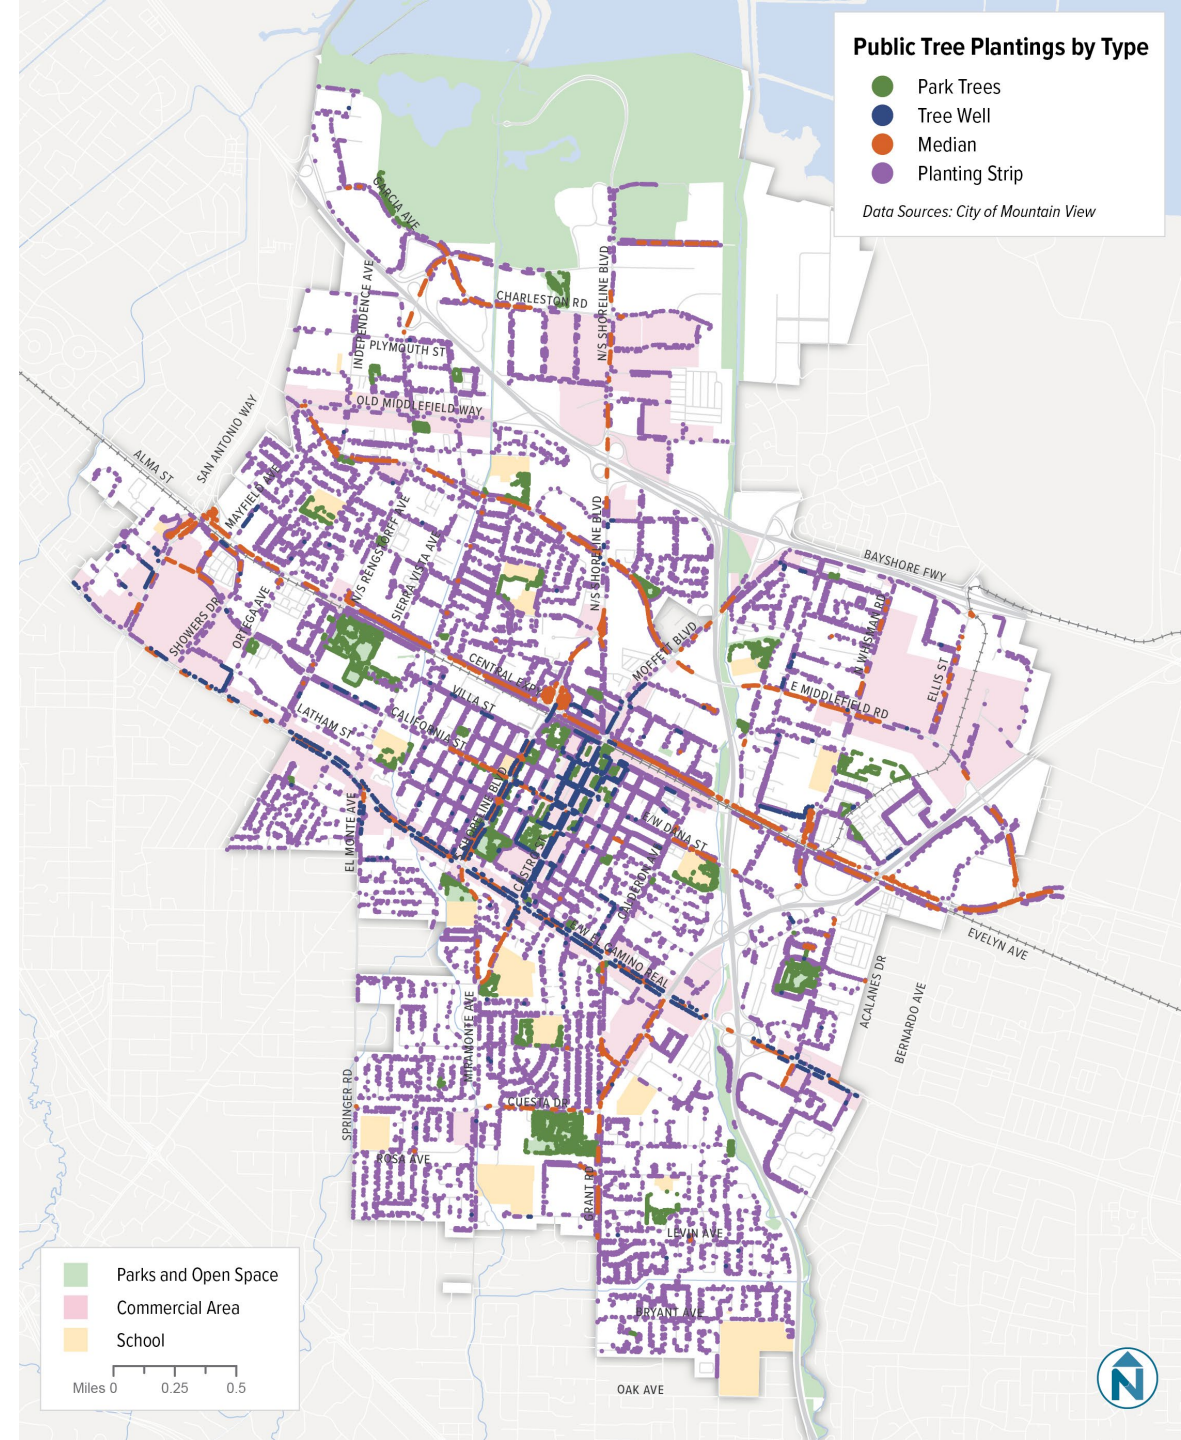 Public Tree Plantings by Type
Park Trees
Tree Well
Median
Planting Strip
Data Sources: City of Mountain View
GARCIA AVE
INDEPENDENCE AVE
CHARLESTON RD
N/S SHORELINE BLVD
PLYMOUTH ST
OLD MIDDLEFIELD WAY
SAN ANTONIO WAY
ALMA ST
MAYFIELD AVE
N/S RENGSTORFF AVE
SIERRA VISTA AVE
N/S SHORELINE BLVD
BAYSHORE FWY
SHOWERS DR
ORTEGA AVE
N WHISMAN RD
MOFFETT BLVD
ELLIS ST
CENTRAL EXPY
E MIDDLEFIELD RD
VILLA ST
LATHAM ST
CALIFORNIA ST
EL MONTE AVE
SHORELINE BLVD
E/W DANA ST
CASTRO ST
CALDERON AVE
E/W EL CAMINO REAL
EVELYN AVE
ACALANES DR
BERNARDO AVE
MIRAMONTE AVE
SPRINGER RD
CUESTA DR
ROSA AVE
GRANT RD
LEVIN AVE
BRYANT AVE
OAK AVE
Parks and Open Space
Commercial Area
School
Miles 0 0.25 0.5
N